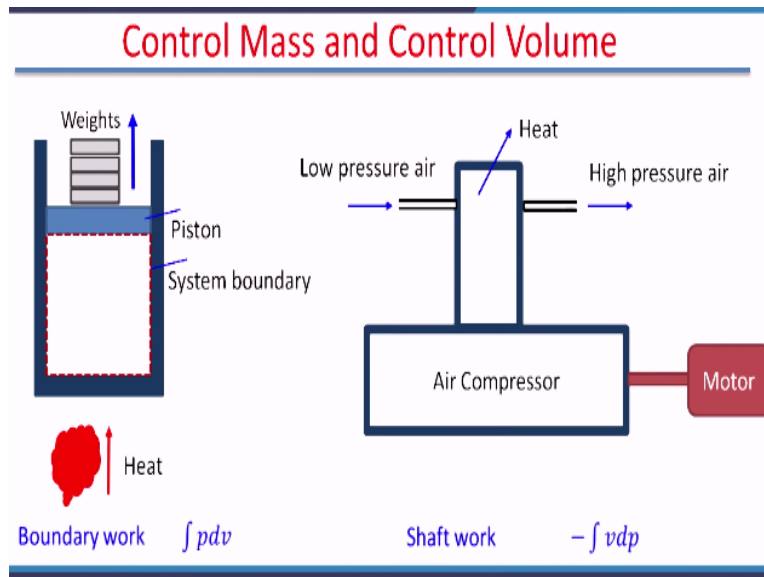 Control Mass and Control Volume
Weights
Piston
System boundary
Heat
Boundary work ∫ pdv
Heat
Low pressure air
High pressure air
Air Compressor
Motor
Shaft work −∫ vdp